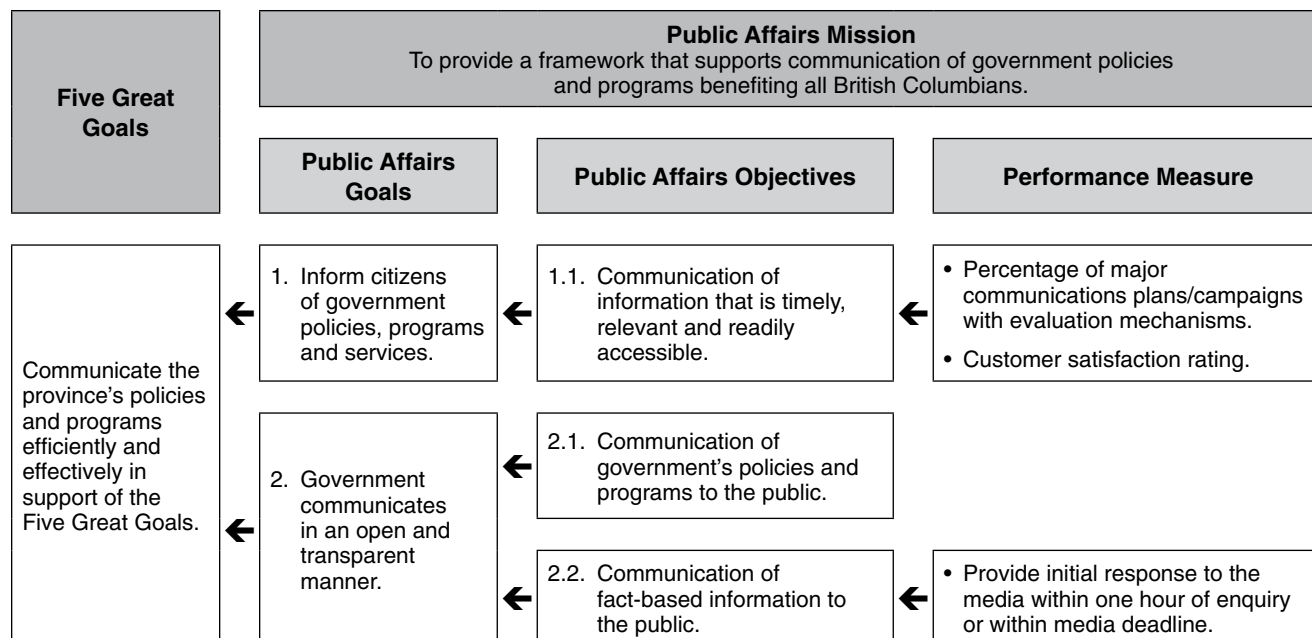 Five Great
Goals
Public Affairs Mission
To provide a framework that supports communication of government policies
and programs benefiting all British Columbians.
Public Affairs
Goals
Public Affairs Objectives
Performance Measure
Communicate the
province’s policies
and programs
efficiently and
effectively in
support of the
Five Great Goals.
1. Inform citizens
of government
policies, programs
and services.
1.1. Communication of
information that is timely,
relevant and readily
accessible.
• Percentage of major
communications plans/campaigns
with evaluation mechanisms.
• Customer satisfaction rating.
2. Government
communicates
in an open and
transparent
manner.
2.1. Communication of
government’s policies and
programs to the public.
2.2. Communication of
fact-based information to
the public.
• Provide initial response to the
media within one hour of enquiry
or within media deadline.